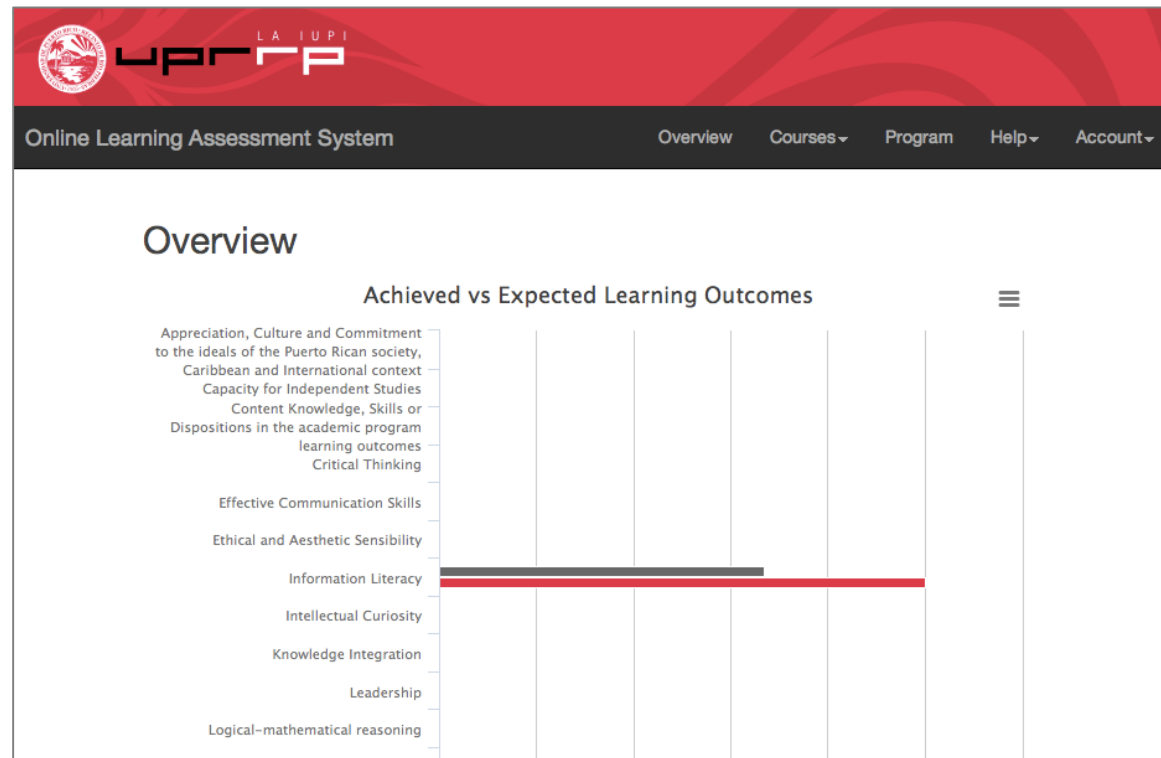 LA IUPI
uprrp
Online Learning Assessment System Overview Courses Program Help Account
Overview
Achieved vs Expected Learning Outcomes
Appreciation, Culture and Commitment
to the ideals of the Puerto Rican society,
Caribbean and International context
Capacity for Independent Studies
Content Knowledge, Skills or
Dispositions in the academic program
learning outcomes
Critical Thinking
Effective Communication Skills
Ethical and Aesthetic Sensibility
Information Literacy
Intellectual Curiosity
Knowledge Integration
Leadership
Logical-mathematical reasoning